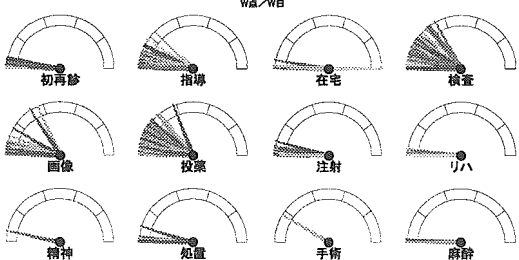 W点／W日
初再診 指導 在宅 検査
画像 投薬 注射 リハ
精神 処置 手術 麻酔